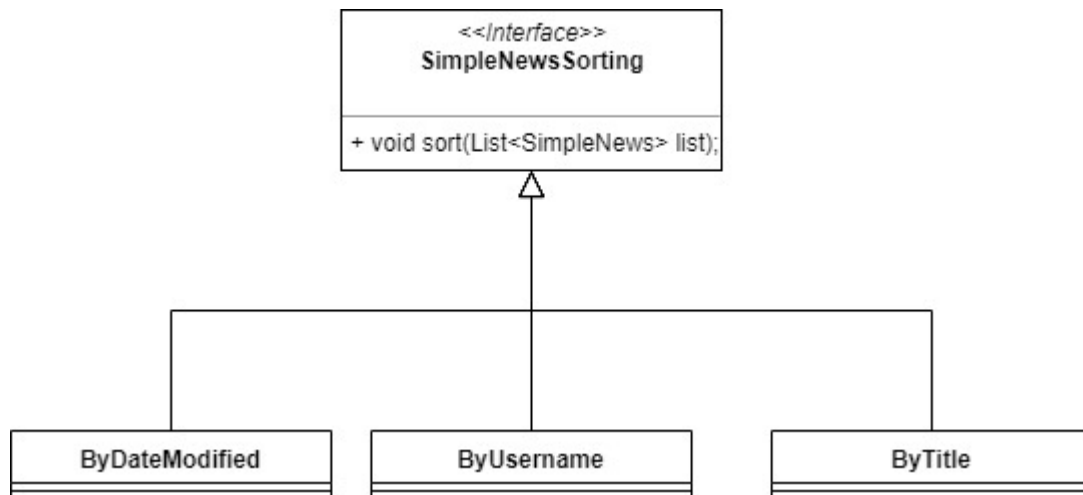 <<Interface>>
SimpleNewsSorting
+ void sort(List<SimpleNews> list);
ByDateModified
ByUsername
ByTitle